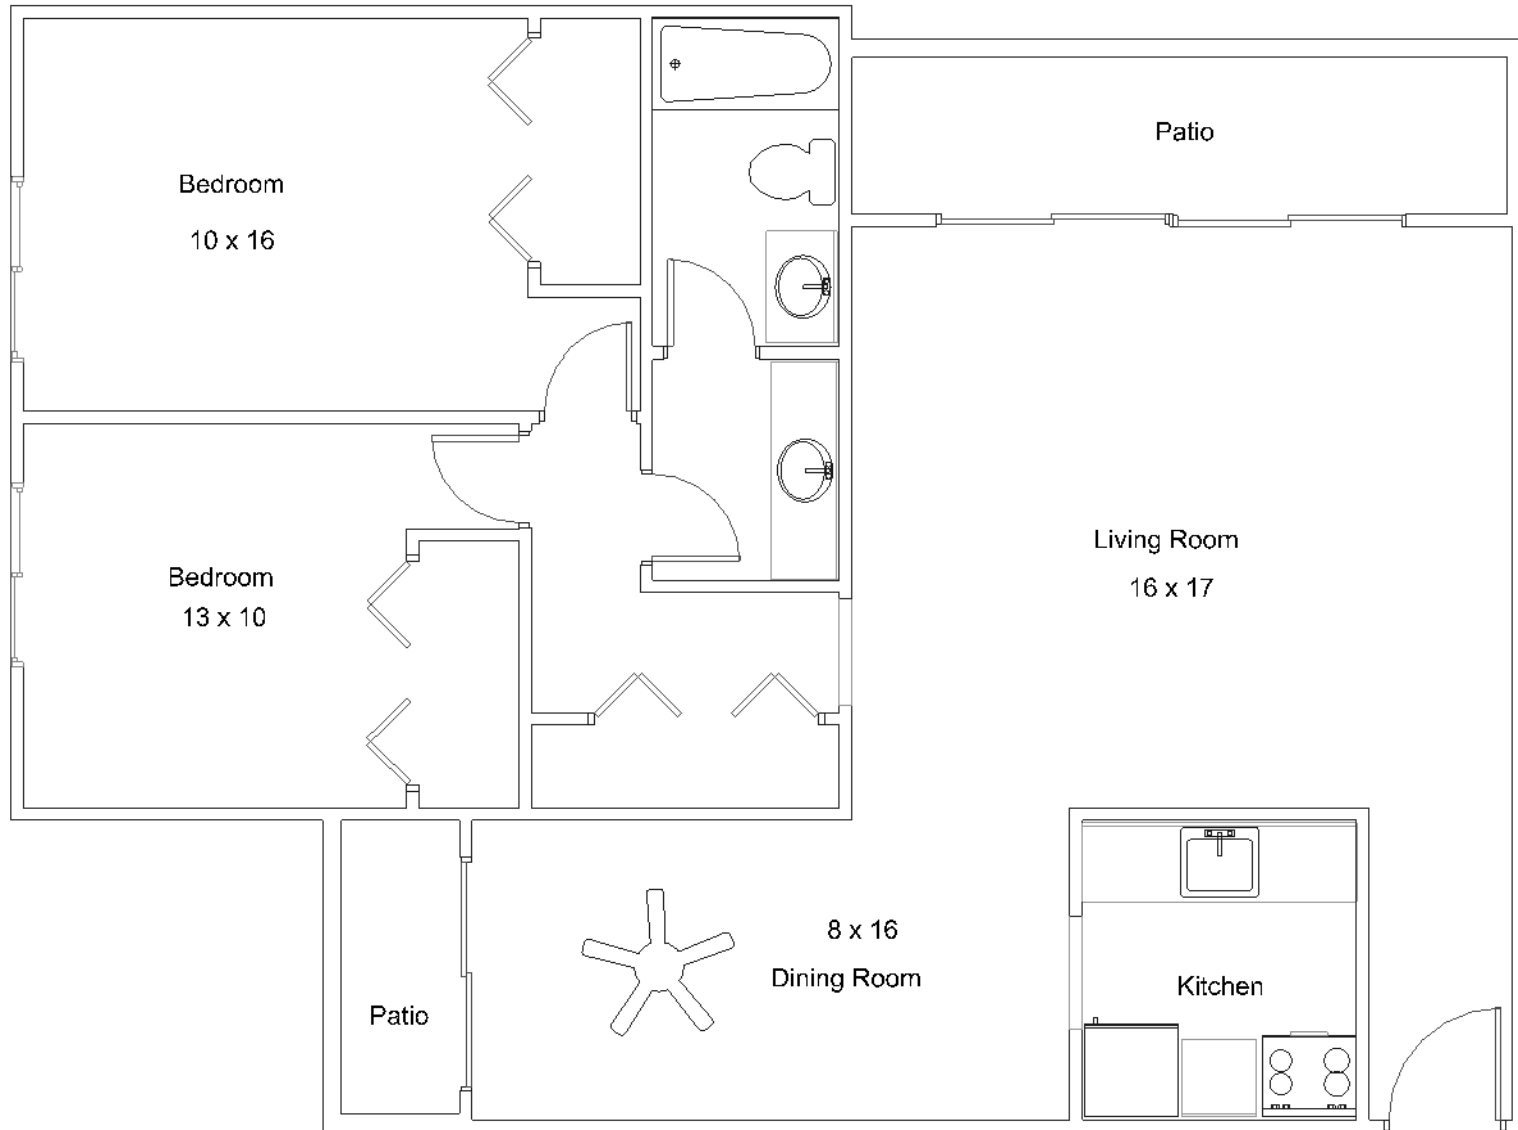 Patio
Bedroom
10 x 16
Living Room
16 x 17
Bedroom
13 x 10
8 x 16
Dining Room
Kitchen
Patio